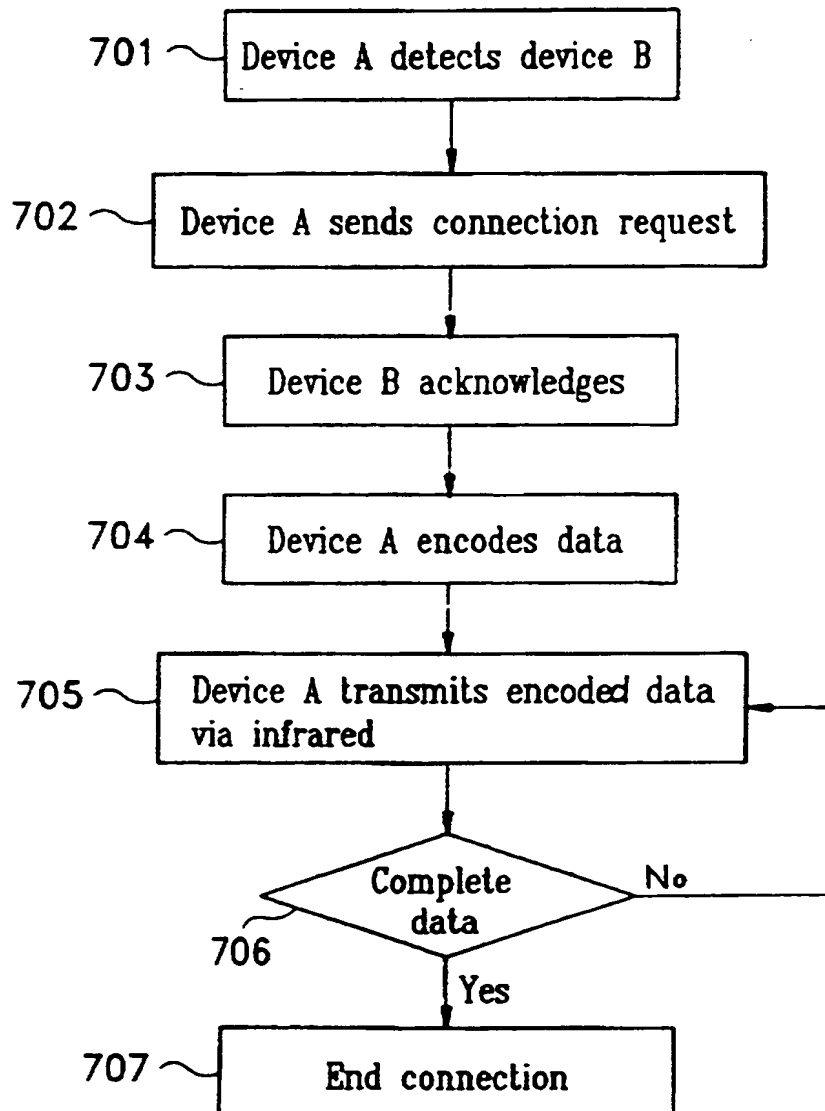 701
Device A detects device B
702
Device A sends connection request
703
Device B acknowledges
704
Device A encodes data
705
Device A transmits encoded data
via infrared
Complete
data
No
706
Yes
707
End connection